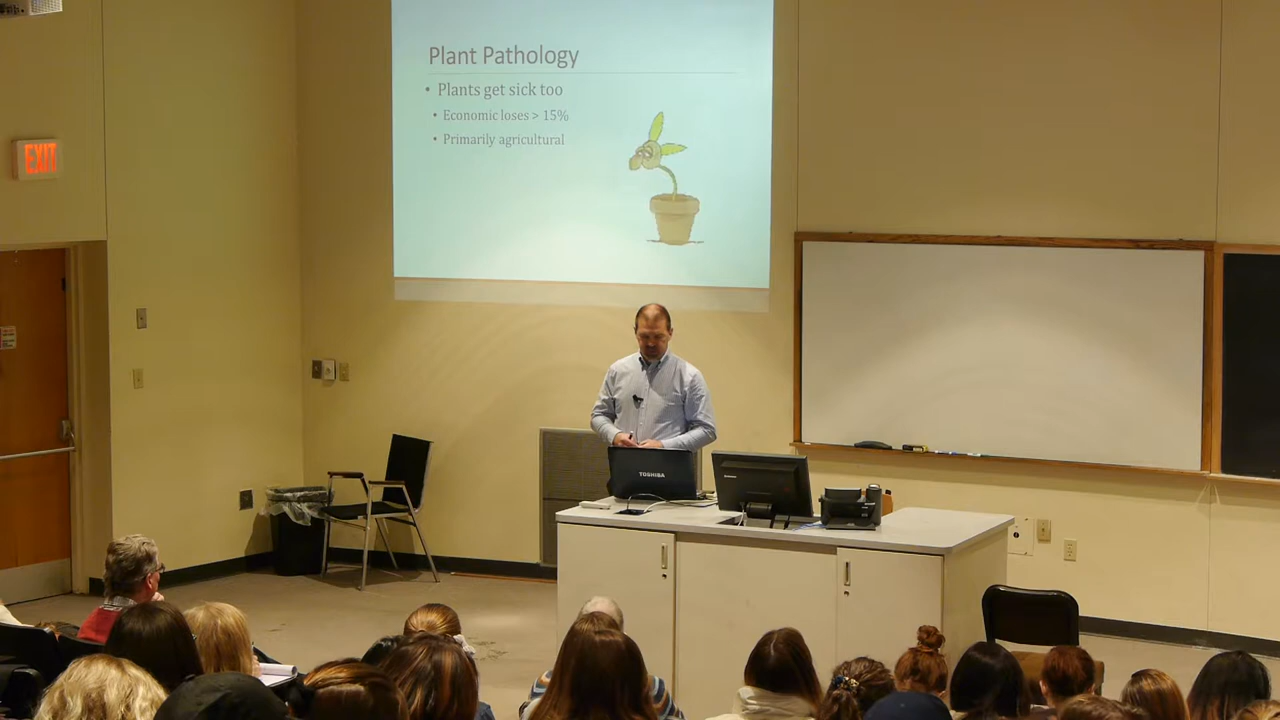 Plant Pathology
• Plants get sick too
• Economic loses > 15%
• Primarily agricultural
EXIT
TOSHIBA